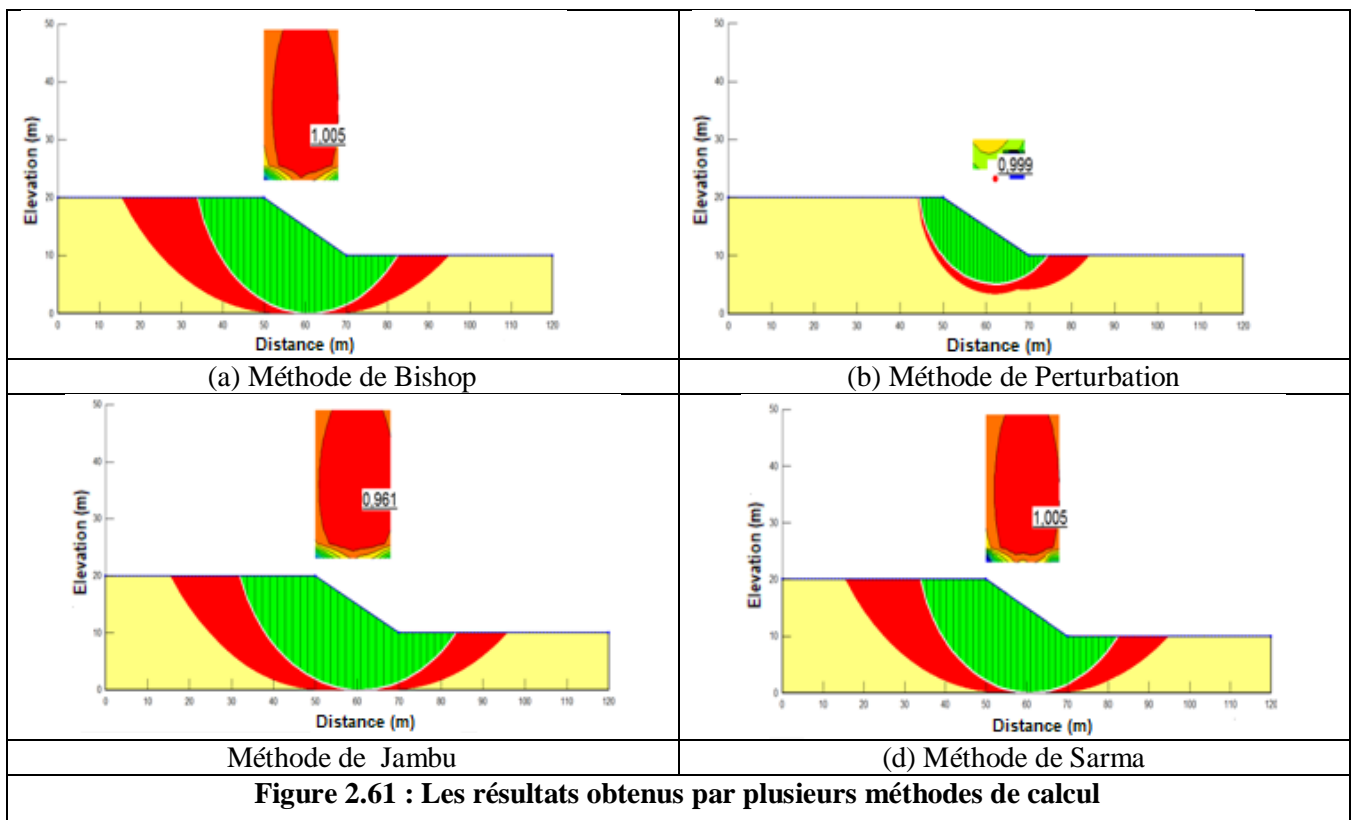 50
40
30
20
10
0
Elevation (m)
1,005
0 10 20 30 40 50 60 70 80 90 100 110 120
Distance (m)
(a) Méthode de Bishop
50
40
30
20
10
0
Elevation (m)
0,999
0 10 20 30 40 50 60 70 80 90 100 110 120
Distance (m)
(b) Méthode de Perturbation
50
40
30
20
10
0
Elevation (m)
0,961
0 10 20 30 40 50 60 70 80 90 100 110 120
Distance (m)
Méthode de Jambu
50
40
30
20
10
0
Elevation (m)
1,005
0 10 20 30 40 50 60 70 80 90 100 110 120
Distance (m)
(d) Méthode de Sarma
Figure 2.61 : Les résultats obtenus par plusieurs méthodes de calcul